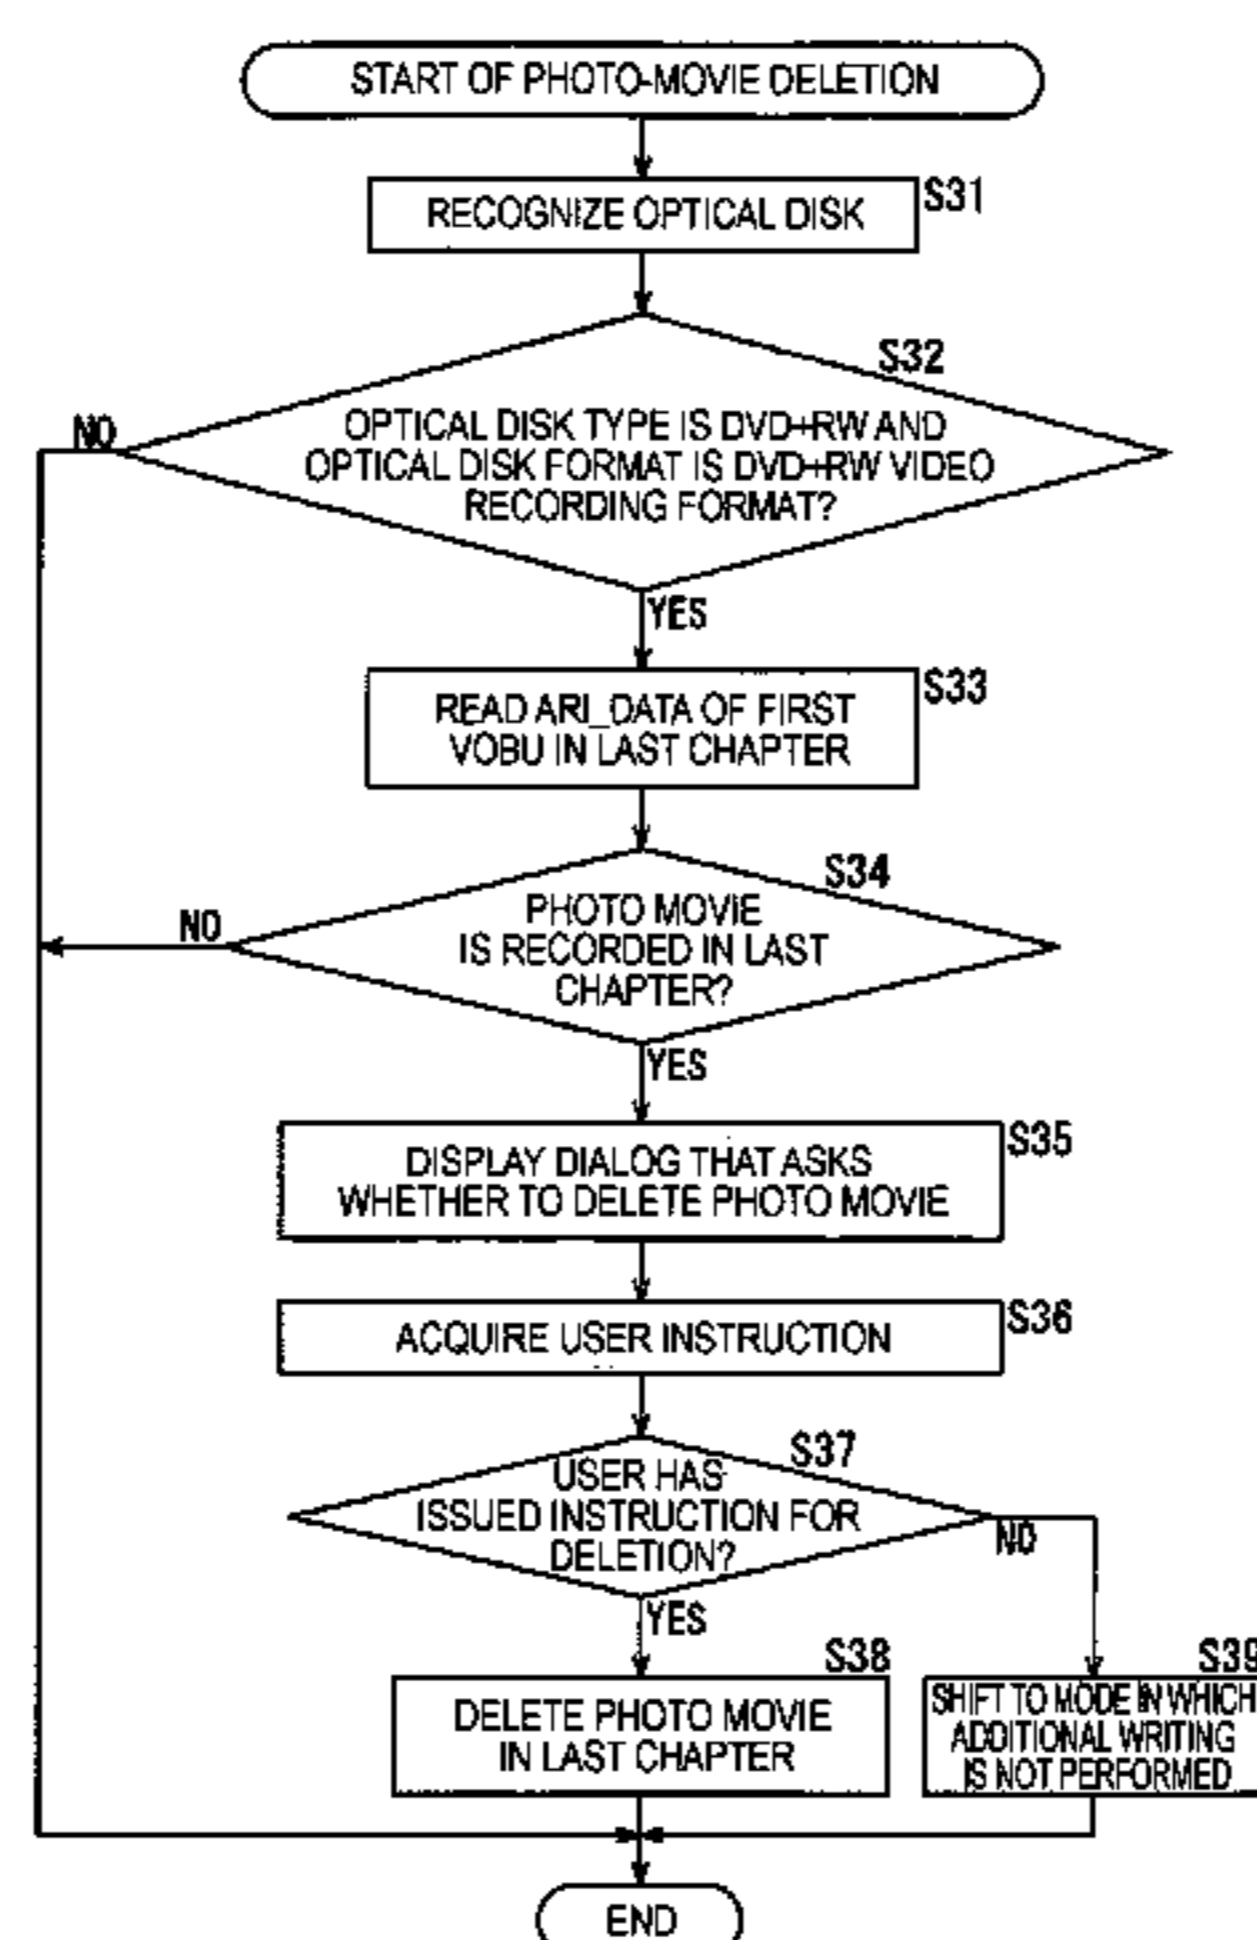 START OF PHOTO-MOVIE DELETION
S31
RECOGNIZE OPTICAL DISK
S32
NO
OPTICAL DISK TYPE IS DVD+RW AND
OPTICAL DISK FORMAT IS DVD+RW VIDEO
RECORDING FORMAT?
YES
S33
READ ARI_DATA OF FIRST
VOBU IN LAST CHAPTER
S34
NO
PHOTO MOVIE
IS RECORDED IN LAST
CHAPTER?
YES
S35
DISPLAY DIALOG THAT ASKS
WHETHER TO DELETE PHOTO MOVIE
S36
ACQUIRE USER INSTRUCTION
S37
USER HAS
ISSUED INSTRUCTION FOR
DELETION?
NO
YES
S38
DELETE PHOTO MOVIE
IN LAST CHAPTER
S39
SHIFT TO MODE IN WHICH
ADDITIONAL WRITING
IS NOT PERFORMED
END